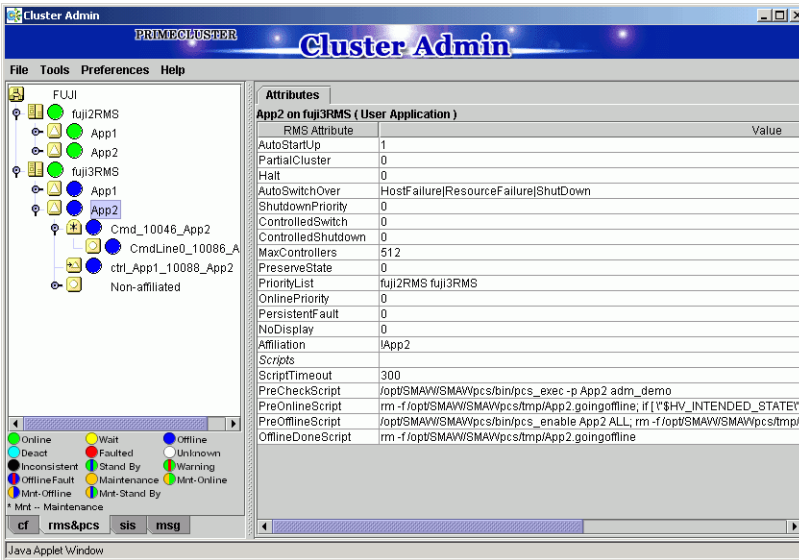 Cluster Admin
PRIMECLUSTER
Cluster Admin
File Tools Preferences Help
FUJI
fuji2RMS
App1
App2
fuji3RMS
App1
App2
Cmd_10046_App2
CmdLine0_10086_A
ctrl_App1_10088_App2
Non-affiliated
Online Wait Offline
Deact Faulted Unknown
Inconsistent Stand By Warning
OfflineFault Maintenance Mnt-Online
Mnt-Offline Mnt-Stand By
* Mnt -- Maintenance
cf rms&pcs sis msg
Attributes
App2 on fuji3RMS ( User Application )
RMS Attribute Value
AutoStartUp 1
PartialCluster 0
Halt 0
AutoSwitchOver HostFailure|ResourceFailure|ShutDown
ShutdownPriority 0
ControlledSwitch 0
ControlledShutdown 0
MaxControllers 512
PreserveState 0
PriorityList fuji2RMS fuji3RMS
OnlinePriority 0
PersistentFault 0
NoDisplay 0
Affiliation !App2
Scripts
ScriptTimeout 300
PreCheckScript /opt/SMAW/SMAWpcs/bin/pcs_exec -p App2 adm_demo
PreOnlineScript rm -f /opt/SMAW/SMAWpcs/tmp/App2.goingoffline; if [ \"$HV_INTENDED_STATE\"
PreOfflineScript /opt/SMAW/SMAWpcs/bin/pcs_enable App2 ALL; rm -f /opt/SMAW/SMAWpcs/tmp/
OfflineDoneScript rm -f /opt/SMAW/SMAWpcs/tmp/App2.goingoffline
Java Applet Window